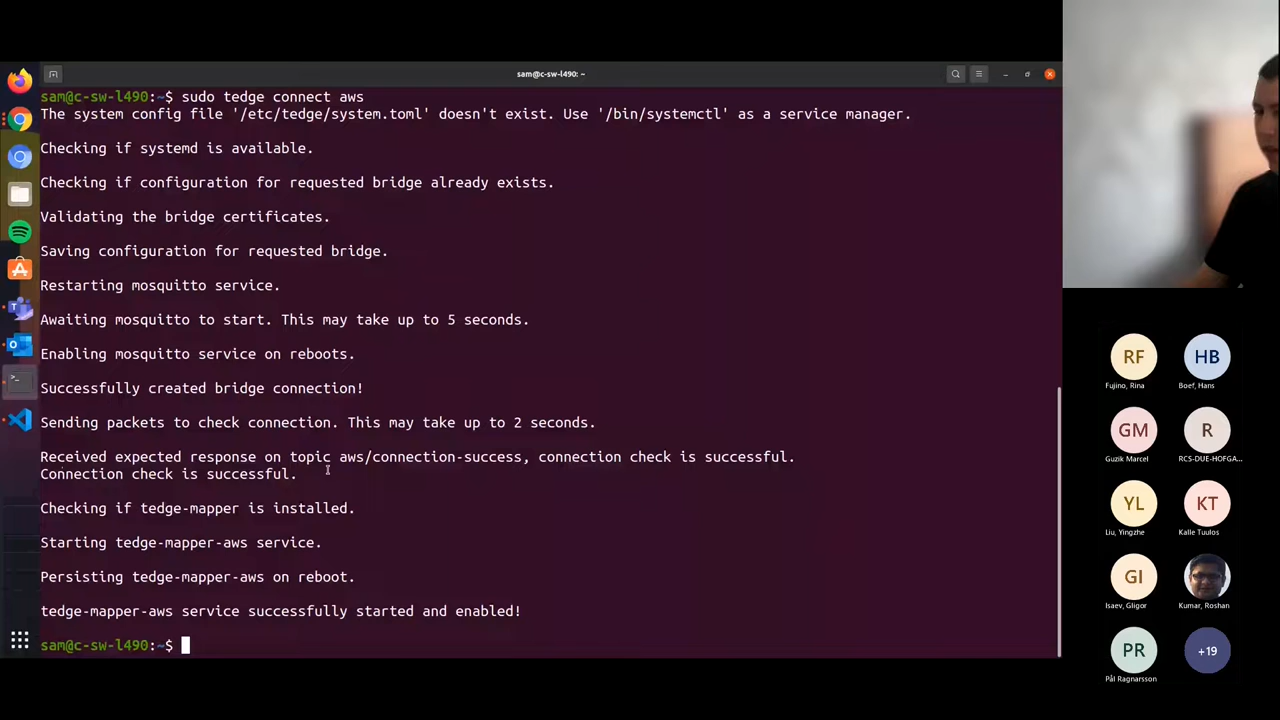 sam@c-sw-l490: ~
sam@c-sw-l490:~$ sudo tedge connect aws
The system config file '/etc/tedge/system.toml' doesn't exist. Use '/bin/systemctl' as a service manager.
Checking if systemd is available.
Checking if configuration for requested bridge already exists.
Validating the bridge certificates.
Saving configuration for requested bridge.
Restarting mosquitto service.
Awaiting mosquitto to start. This may take up to 5 seconds.
Enabling mosquitto service on reboots.
Successfully created bridge connection!
Sending packets to check connection. This may take up to 2 seconds.
Received expected response on topic aws/connection-success, connection check is successful.
Connection check is successful.
Checking if tedge-mapper is installed.
Starting tedge-mapper-aws service.
Persisting tedge-mapper-aws on reboot.
tedge-mapper-aws service successfully started and enabled!
sam@c-sw-l490:~$
RF HB
Fujino, Rina Boef, Hans
GM R
Guzik Marcel RCS-DUE-HOFGA...
YL KT
Liu, Yingzhe Kalle Tuulos
GI
Isaev, Gligor Kumar, Roshan
PR +19
Pål Ragnarsson